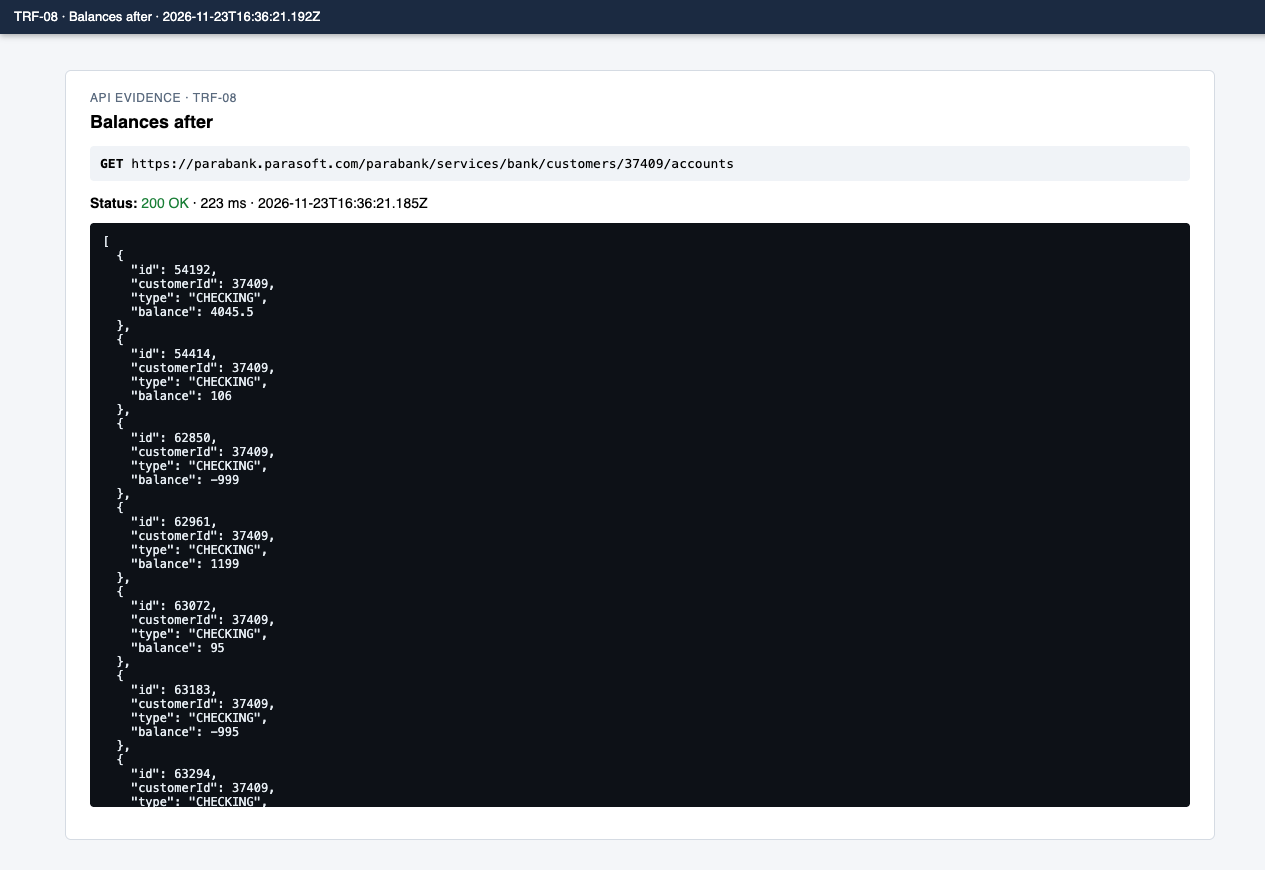 TRF-08 · Balances after · 2026-11-23T16:36:21.192Z
API EVIDENCE · TRF-08
Balances after
GET https://parabank.parasoft.com/parabank/services/bank/customers/37409/accounts
Status: 200 OK · 223 ms · 2026-11-23T16:36:21.185Z
[
  {
    "id": 54192,
    "customerId": 37409,
    "type": "CHECKING",
    "balance": 4045.5
  },
  {
    "id": 54414,
    "customerId": 37409,
    "type": "CHECKING",
    "balance": 106
  },
  {
    "id": 62850,
    "customerId": 37409,
    "type": "CHECKING",
    "balance": -999
  },
  {
    "id": 62961,
    "customerId": 37409,
    "type": "CHECKING",
    "balance": 1199
  },
  {
    "id": 63072,
    "customerId": 37409,
    "type": "CHECKING",
    "balance": 95
  },
  {
    "id": 63183,
    "customerId": 37409,
    "type": "CHECKING",
    "balance": -995
  },
  {
    "id": 63294,
    "customerId": 37409,
    "type": "CHECKING",